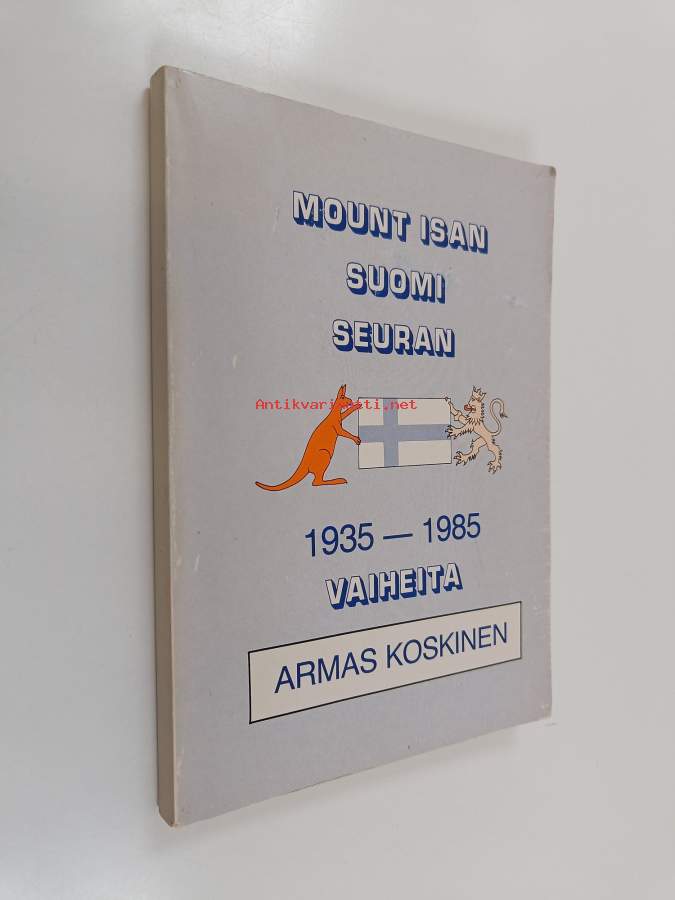 MOUNT ISAN
SUOMI
SEURAN
Antikvariaatti.net
1935 — 1985
VAIHEITA
ARMAS KOSKINEN